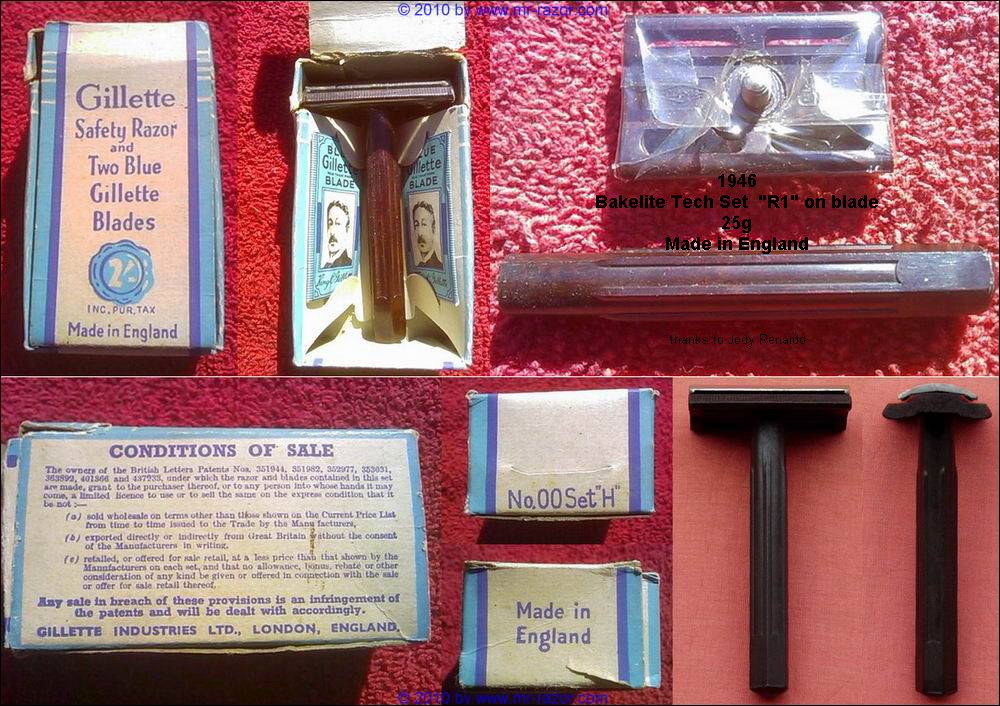 © 2010 by www.mr-razor.com
Gillette
Safety Razor
and
Two Blue
Gillette
Blades
2/-
INC. PUR. TAX
Made in England
BLUE
Gillette
BLADE
BLUE
Gillette
BLADE
1946
Bakelite Tech Set "R1" on blade
25g
Made in England
thanks to Jody Renaldo
CONDITIONS OF SALE
The owners of the British Letters Patents Nos. 351944, 351982, 352977, 353031,
363892, 401866 and 437233, under which the razor and blades contained in this set
are made, grant to the purchaser thereof, or to any person into whose hands it may
come, a limited licence to use or to sell the same on the express condition that it
be not :—
(a) sold wholesale on terms other than those shown on the Current Price List
from time to time issued to the Trade by the Manufacturers,
(b) exported directly or indirectly from Great Britain without the consent
of the Manufacturers in writing,
(c) retailed, or offered for sale retail, at a less price than that shown by the
Manufacturers on each set, and that no allowance, bonus, rebate or other
consideration of any kind be given or offered in connection with the sale
or offer for sale retail thereof.
Any sale in breach of these provisions is an infringement of
the patents and will be dealt with accordingly.
GILLETTE INDUSTRIES LTD., LONDON, ENGLAND.
No. 00 Set "H"
Made in
England
© 2010 by www.mr-razor.com